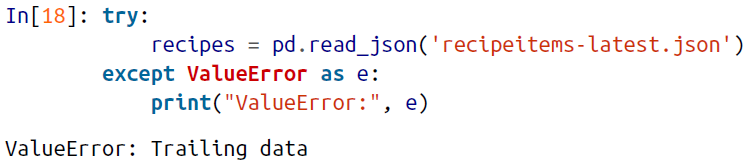 In[18]: try:
            recipes = pd.read_json('recipeitems-latest.json')
        except ValueError as e:
            print("ValueError:", e)
ValueError: Trailing data